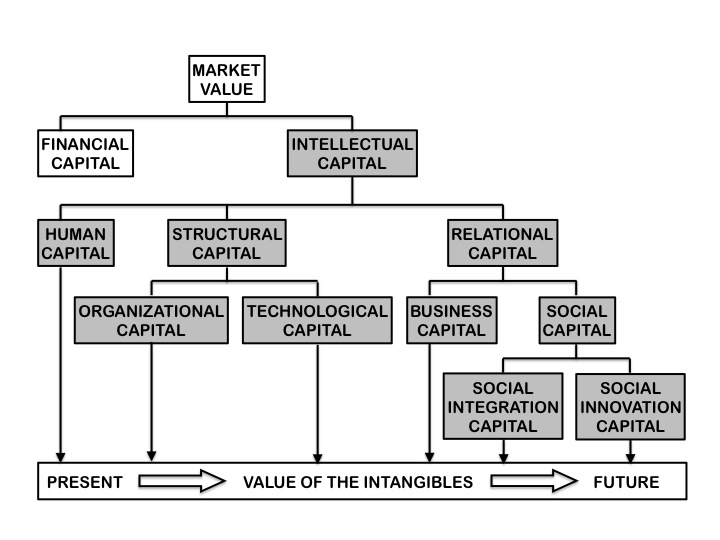 MARKET
VALUE
FINANCIAL
CAPITAL
INTELLECTUAL
CAPITAL
HUMAN
CAPITAL
STRUCTURAL
CAPITAL
RELATIONAL
CAPITAL
ORGANIZATIONAL
CAPITAL
TECHNOLOGICAL
CAPITAL
BUSINESS
CAPITAL
SOCIAL
CAPITAL
SOCIAL
INTEGRATION
CAPITAL
SOCIAL
INNOVATION
CAPITAL
PRESENT VALUE OF THE INTANGIBLES FUTURE